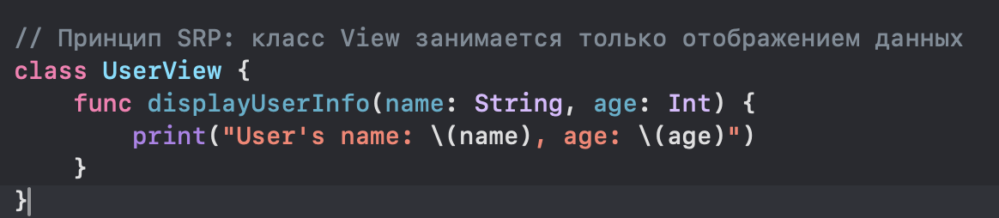 // Принцип SRP: класс View занимается только отображением данных
class UserView {
    func displayUserInfo(name: String, age: Int) {
        print("User's name: \(name), age: \(age)")
    }
}